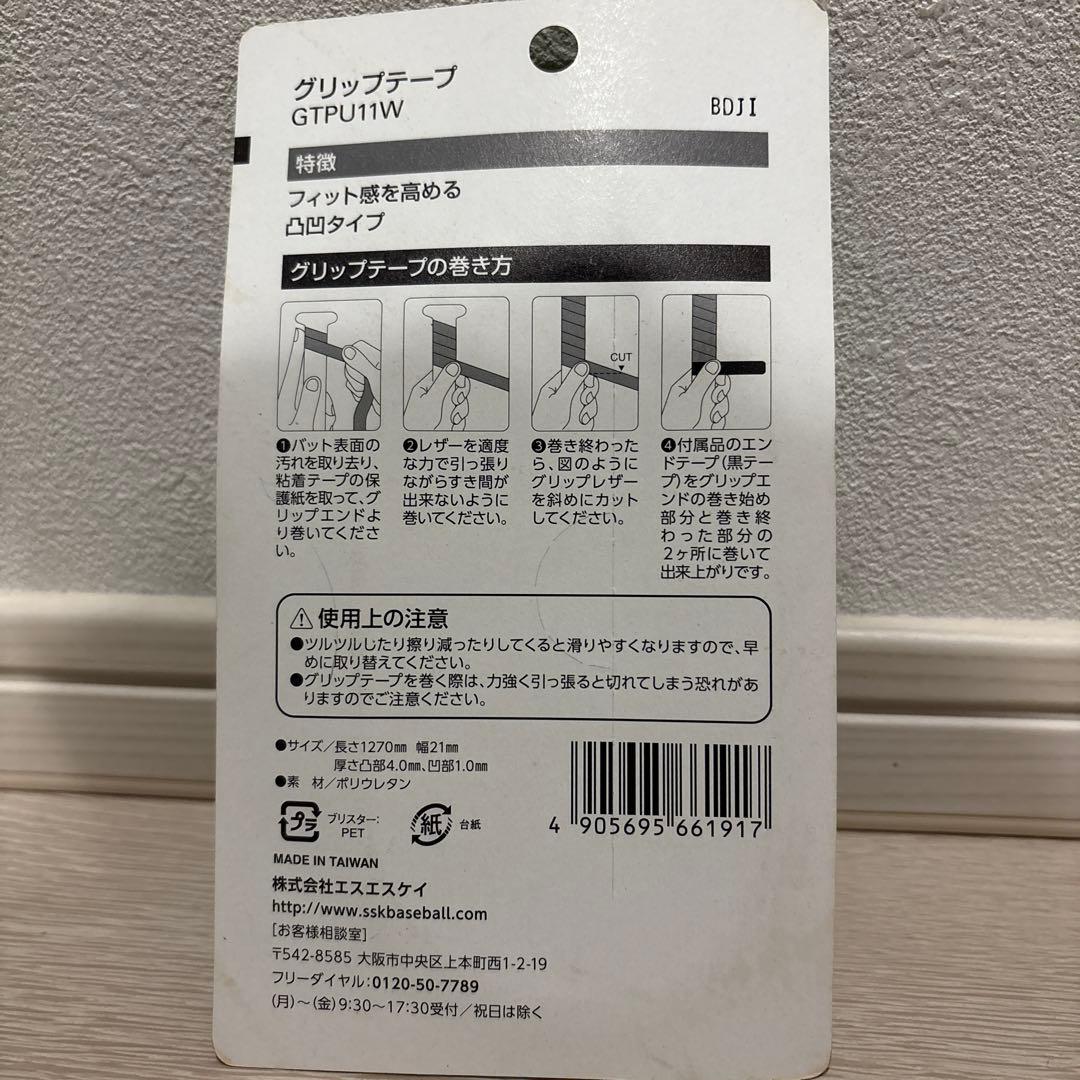 グリップテープ
GTPU11W
BDJI
特徴
フィット感を高める
凸凹タイプ
グリップテープの巻き方
CUT
❶バット表面の
汚れを取り去り、
粘着テープの保
護紙を取って、グ
リップエンドよ
り巻いてくださ
い。
❷レザーを適度
な力で引っ張り
ながらすき間が
出来ないように
巻いてください。
❸巻き終わった
ら、図のように
グリップレザー
を斜めにカット
してください。
❹付属品のエン
ドテープ(黒テー
プ)をグリップエ
ンドの巻き始め
部分と巻き終
わった部分の
2ヶ所に巻いて
出来上がりです。
⚠使用上の注意
●ツルツルしたり擦り減ったりしてくると滑りやすくなりますので、早
めに取り替えてください。
●グリップテープを巻く際は、力強く引っ張ると切れてしまう恐れがあ
りますのでご注意ください。
●サイズ/長さ1270㎜ 幅21㎜
厚さ凸部4.0㎜、凹部1.0㎜
●素 材/ポリウレタン
プラ ブリスター:
PET
紙 台紙
4 905695 661917
MADE IN TAIWAN
株式会社エスエスケイ
http://www.sskbaseball.com
[お客様相談室]
〒542-8585 大阪市中央区上本町西1-2-19
フリーダイヤル:0120-50-7789
(月)〜(金)9:30〜17:30受付/祝日は除く